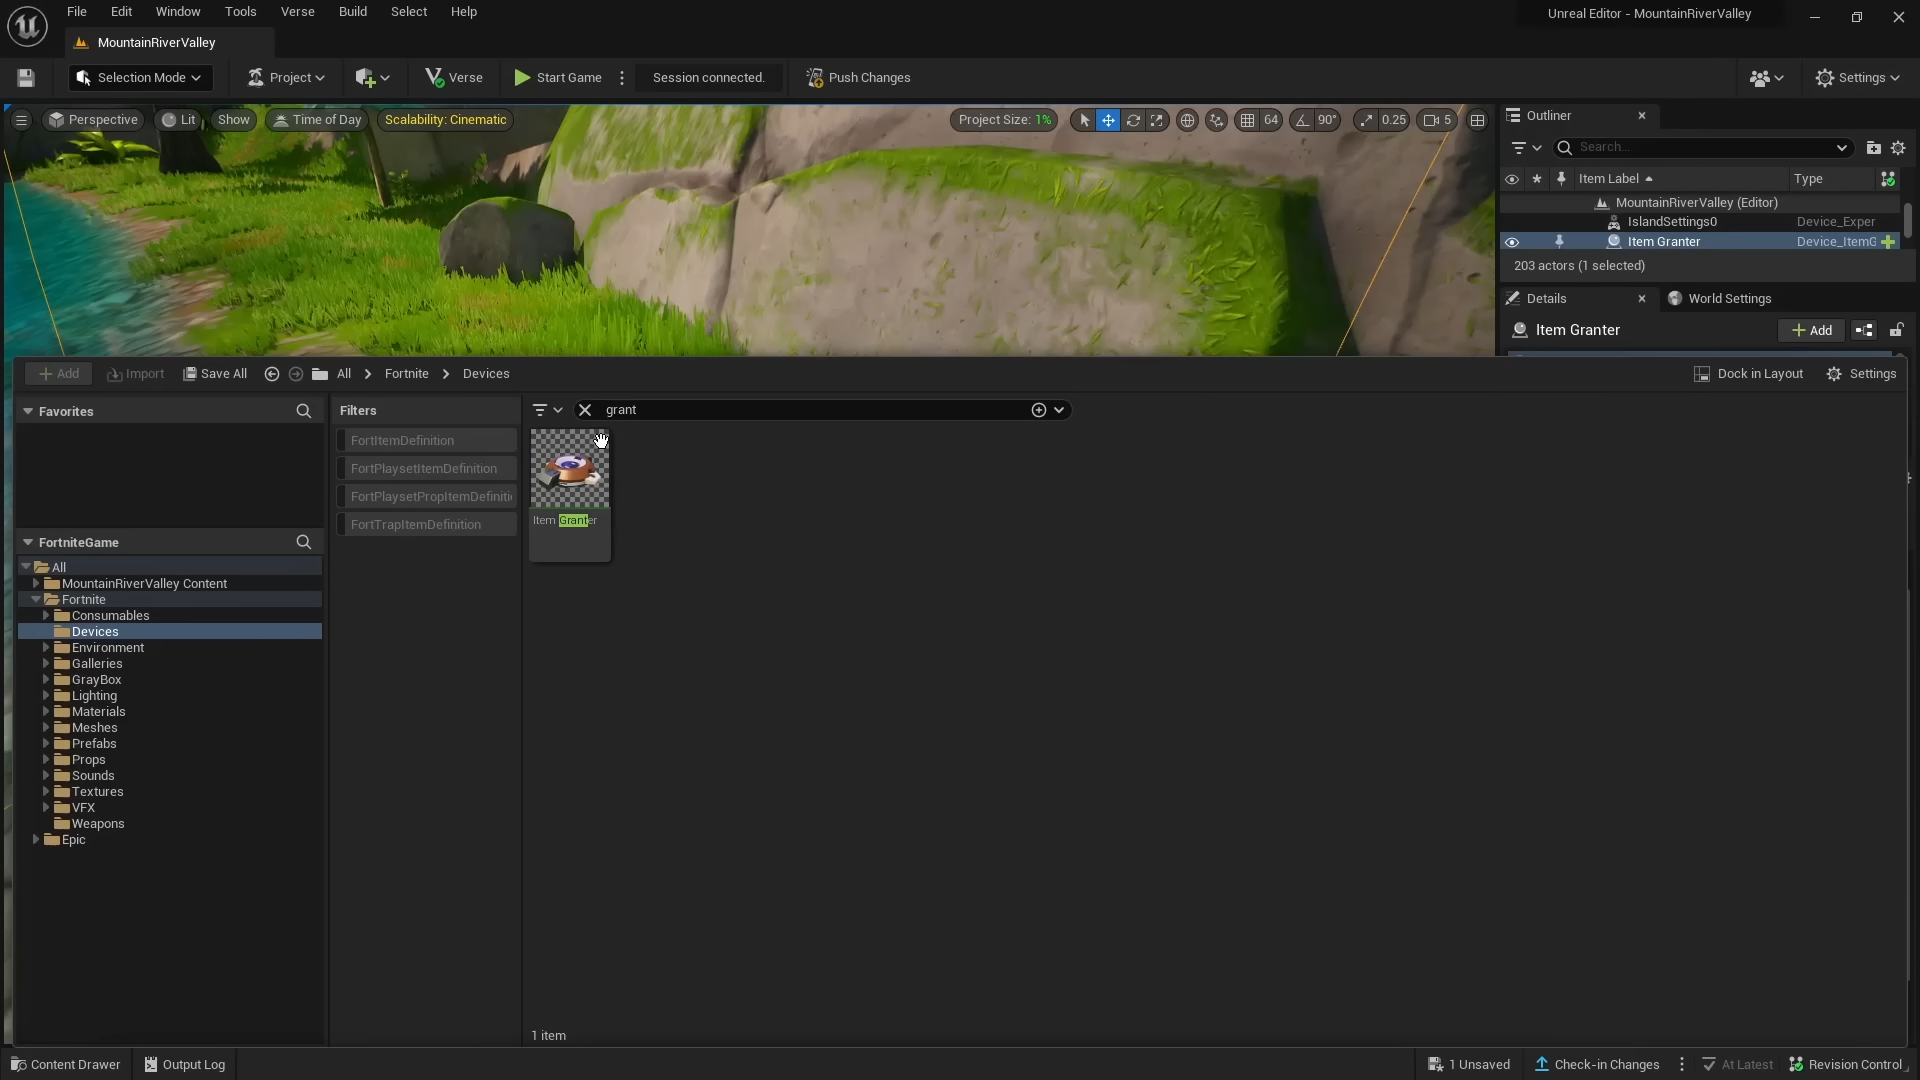 File Edit Window Tools Verse Build Select Help
Unreal Editor - MountainRiverValley
MountainRiverValley
Selection Mode
Project
Verse
Start Game
Session connected.
Push Changes
Settings
Perspective
Lit
Show
Time of Day
Scalability: Cinematic
Project Size: 1%
64
90°
0.25
5
Outliner
Search...
Item Label
Type
MountainRiverValley (Editor)
IslandSettings0
Device_Exper
Item Granter
Device_ItemG
203 actors (1 selected)
Details
World Settings
Item Granter
Add
Add
Import
Save All
All
Fortnite
Devices
Dock in Layout
Settings
Favorites
Filters
grant
FortItemDefinition
FortPlaysetItemDefinition
FortPlaysetPropItemDefiniti
FortTrapItemDefinition
Item Granter
FortniteGame
All
MountainRiverValley Content
Fortnite
Consumables
Devices
Environment
Galleries
GrayBox
Lighting
Materials
Meshes
Prefabs
Props
Sounds
Textures
VFX
Weapons
Epic
1 item
Content Drawer
Output Log
1 Unsaved
Check-in Changes
At Latest
Revision Control